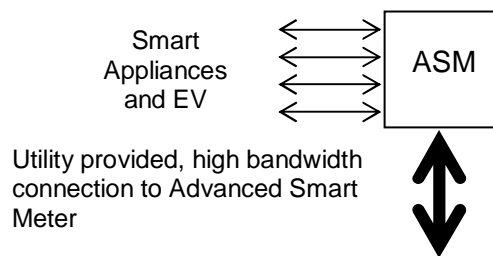 Smart
Appliances
and EV
ASM
Utility provided, high bandwidth
connection to Advanced Smart
Meter